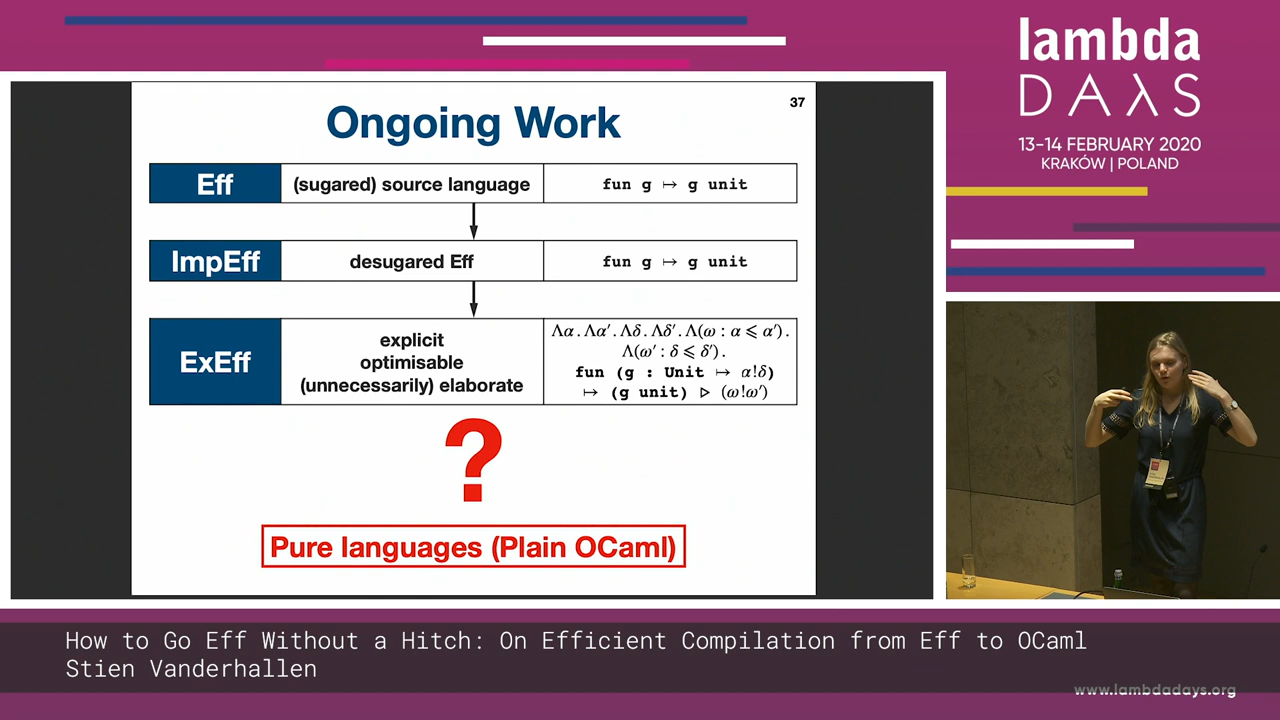 lambda
DAλS
13-14 FEBRUARY 2020
KRAKÓW | POLAND
37
Ongoing Work
Eff (sugared) source language fun g ↦ g unit
ImpEff desugared Eff fun g ↦ g unit
ExEff
explicit
optimisable
(unnecessarily) elaborate
Λα.Λα′.Λδ.Λδ′.Λ(ω : α ⩽ α′).
Λ(ω′ : δ ⩽ δ′).
fun (g : Unit ↦ α!δ)
↦ (g unit) ▷ (ω!ω′)
?
Pure languages (Plain OCaml)
How to Go Eff Without a Hitch: On Efficient Compilation from Eff to OCaml
Stien Vanderhallen
www.lambdadays.org